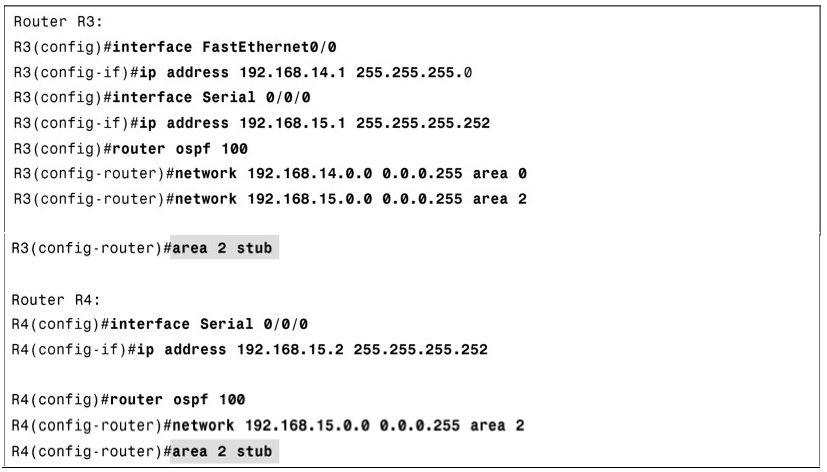 Router R3:
R3(config)#interface FastEthernet0/0
R3(config-if)#ip address 192.168.14.1 255.255.255.0
R3(config)#interface Serial 0/0/0
R3(config-if)#ip address 192.168.15.1 255.255.255.252
R3(config)#router ospf 100
R3(config-router)#network 192.168.14.0.0 0.0.0.255 area 0
R3(config-router)#network 192.168.15.0.0 0.0.0.255 area 2
R3(config-router)#area 2 stub
Router R4:
R4(config)#interface Serial 0/0/0
R4(config-if)#ip address 192.168.15.2 255.255.255.252
R4(config)#router ospf 100
R4(config-router)#network 192.168.15.0.0 0.0.0.255 area 2
R4(config-router)#area 2 stub